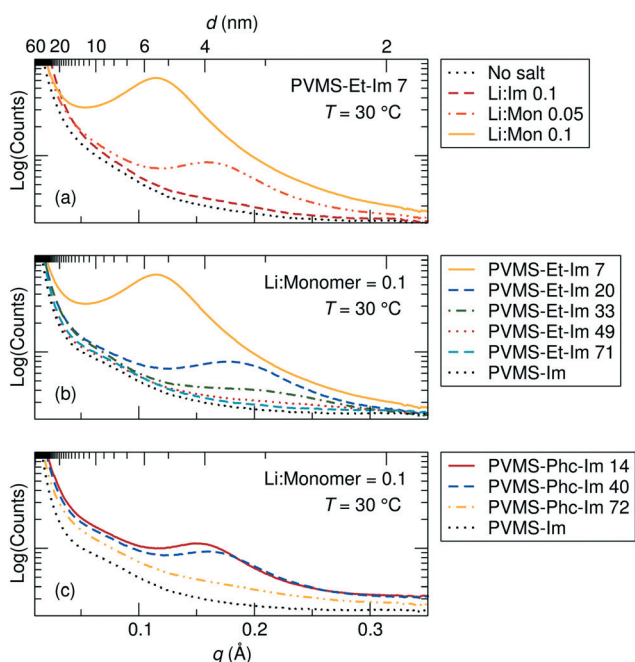 d (nm)
60 20 10 6 4 2
PVMS-Et-Im 7
T = 30 °C
Log(Counts)
(a)
No salt
Li:Im 0.1
Li:Mon 0.05
Li:Mon 0.1
Li:Monomer = 0.1
T = 30 °C
Log(Counts)
(b)
PVMS-Et-Im 7
PVMS-Et-Im 20
PVMS-Et-Im 33
PVMS-Et-Im 49
PVMS-Et-Im 71
PVMS-Im
Li:Monomer = 0.1
T = 30 °C
Log(Counts)
(c)
PVMS-Phc-Im 14
PVMS-Phc-Im 40
PVMS-Phc-Im 72
PVMS-Im
0.1 0.2 0.3
q (Å)